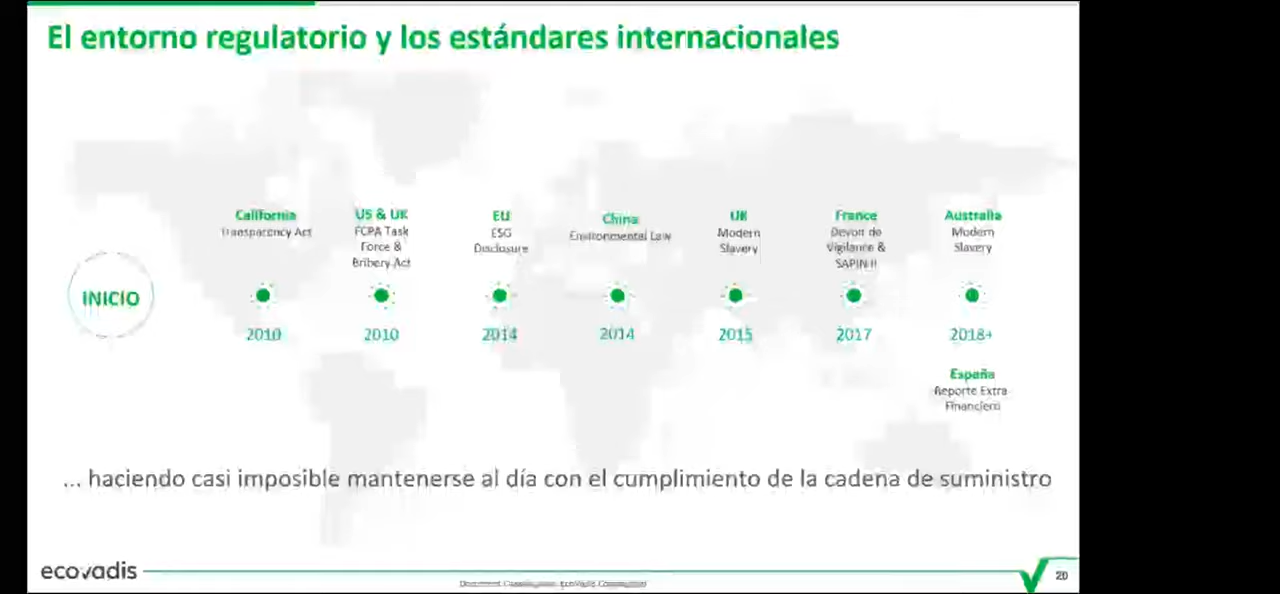 El entorno regulatorio y los estándares internacionales
California
Transparency Act
US & UK
FCPA Task
Force &
Bribery Act
EU
ESG
Disclosure
China
Environmental Law
UK
Modern
Slavery
France
Devoir de
Vigilance &
SAPIN II
Australia
Modern
Slavery
INICIO
2010
2010
2014
2014
2015
2017
2018+
España
Reporte Extra
Financiero
... haciendo casi imposible mantenerse al día con el cumplimiento de la cadena de suministro
ecovadis
20